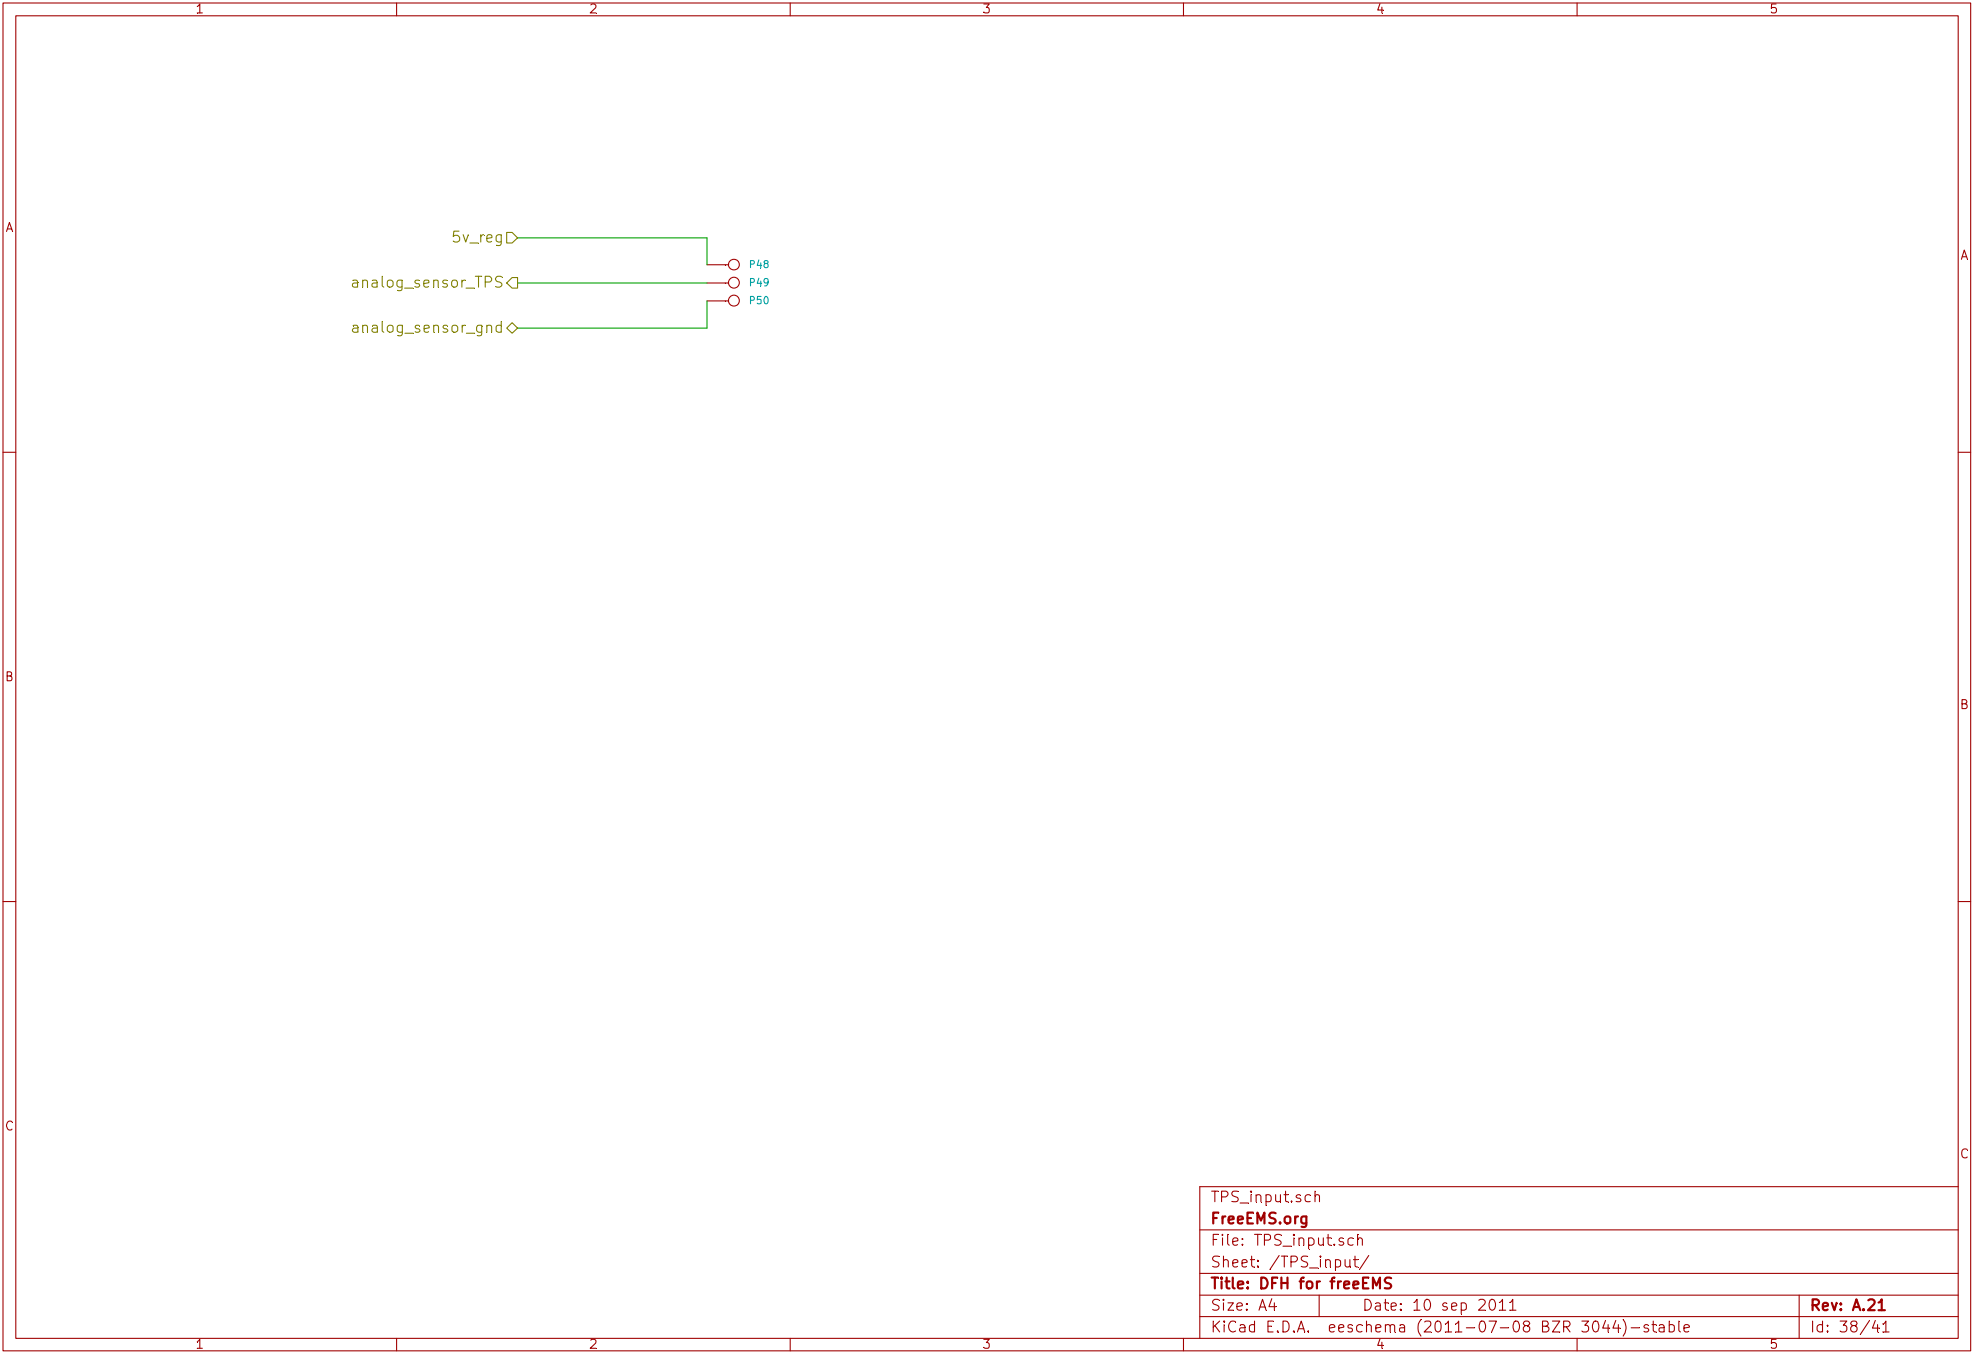 1 2 3 4 5
A A
5v_reg
P48
analog_sensor_TPS P49
P50
analog_sensor_gnd
B B
C C
TPS_input.sch
FreeEMS.org
File: TPS_input.sch
Sheet: /TPS_input/
Title: DFH for freeEMS
Size: A4 Date: 10 sep 2011 Rev: A.21
KiCad E.D.A. eeschema (2011-07-08 BZR 3044)-stable Id: 38/41
1 2 3 4 5